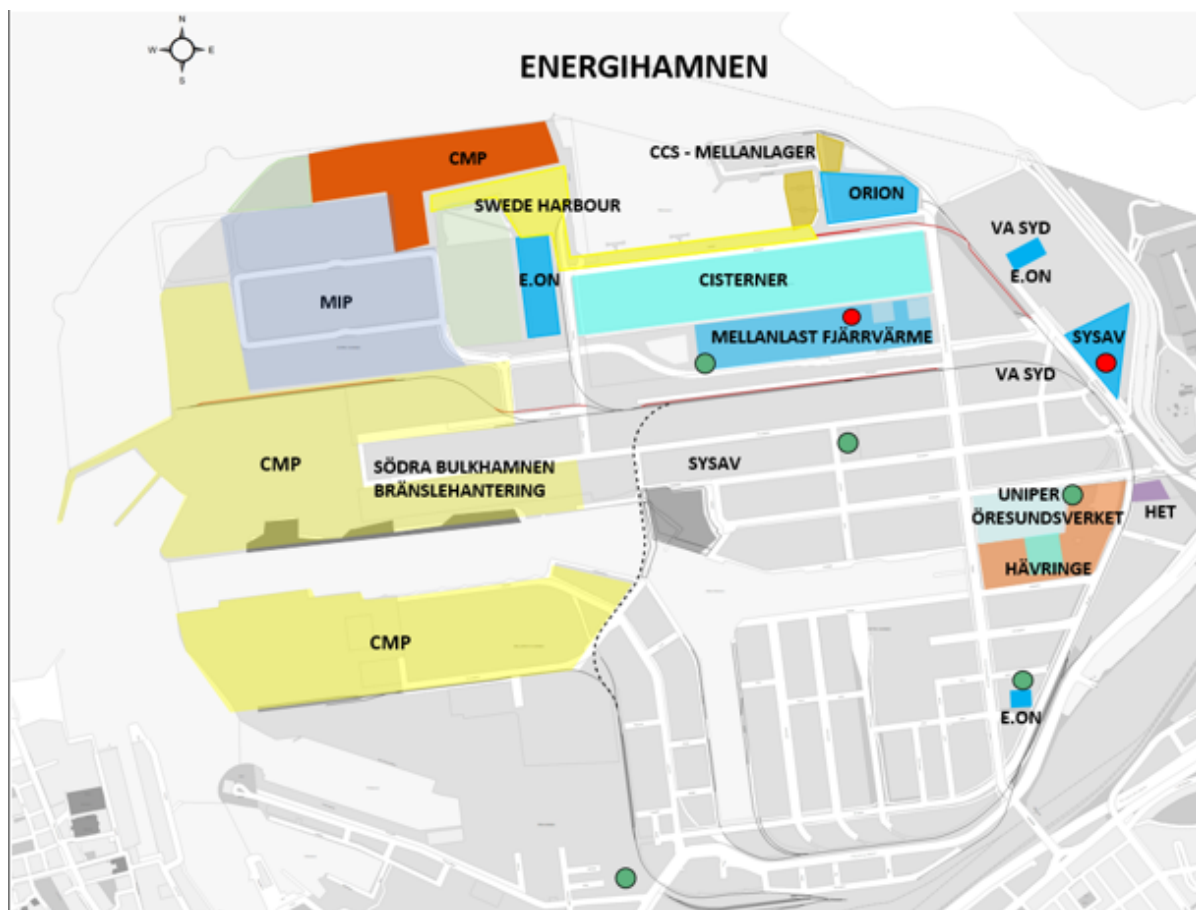 N
W E
S
ENERGIHAMNEN
CMP
CCS - MELLANLAGER
ORION
SWEDE HARBOUR
VA SYD
E.ON
E.ON
CISTERNER
MIP
MELLANLAST FJÄRRVÄRME
SYSAV
VA SYD
CMP
SÖDRA BULKHAMNEN
BRÄNSLEHANTERING
SYSAV
UNIPER
ÖRESUNDSVERKET
HET
HÄVRINGE
CMP
E.ON